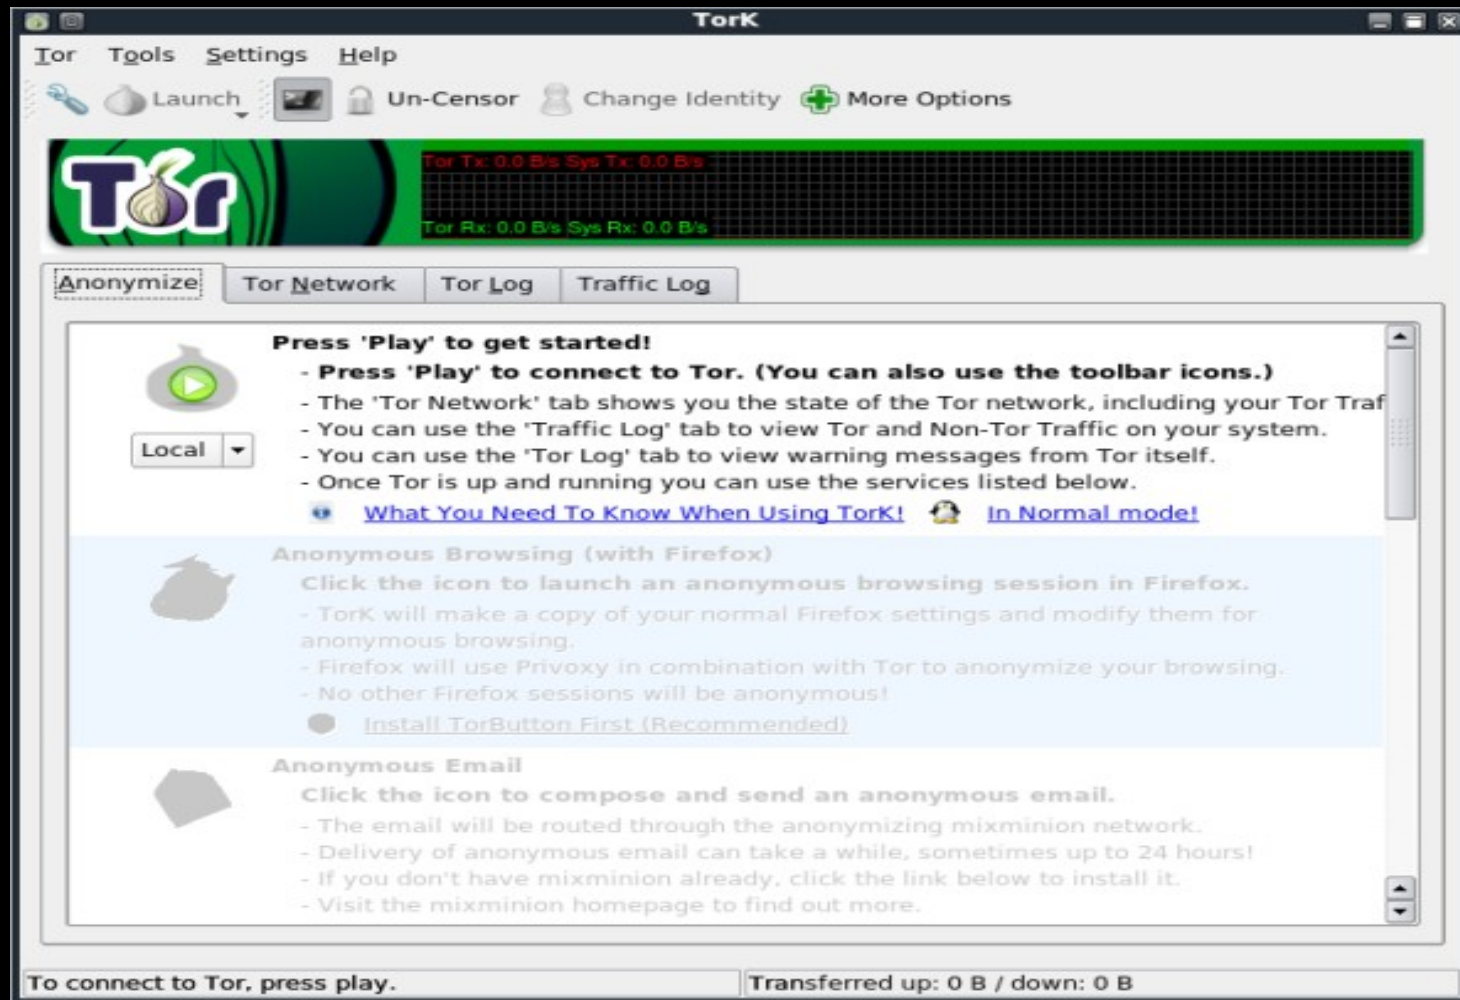 TorK
Tor Tools Settings Help
Launch Un-Censor Change Identity More Options
Tor
Tor Tx: 0.0 B/s Sys Tx: 0.0 B/s
Tor Rx: 0.0 B/s Sys Rx: 0.0 B/s
Anonymize Tor Network Tor Log Traffic Log
Press 'Play' to get started!
- Press 'Play' to connect to Tor. (You can also use the toolbar icons.)
- The 'Tor Network' tab shows you the state of the Tor network, including your Tor Traf
- You can use the 'Traffic Log' tab to view Tor and Non-Tor Traffic on your system.
Local
- You can use the 'Tor Log' tab to view warning messages from Tor itself.
- Once Tor is up and running you can use the services listed below.
What You Need To Know When Using TorK! In Normal mode!
Anonymous Browsing (with Firefox)
Click the icon to launch an anonymous browsing session in Firefox.
- TorK will make a copy of your normal Firefox settings and modify them for
anonymous browsing.
- Firefox will use Privoxy in combination with Tor to anonymize your browsing.
- No other Firefox sessions will be anonymous!
Install TorButton First (Recommended)
Anonymous Email
Click the icon to compose and send an anonymous email.
- The email will be routed through the anonymizing mixminion network.
- Delivery of anonymous email can take a while, sometimes up to 24 hours!
- If you don't have mixminion already, click the link below to install it.
- Visit the mixminion homepage to find out more.
To connect to Tor, press play. Transferred up: 0 B / down: 0 B